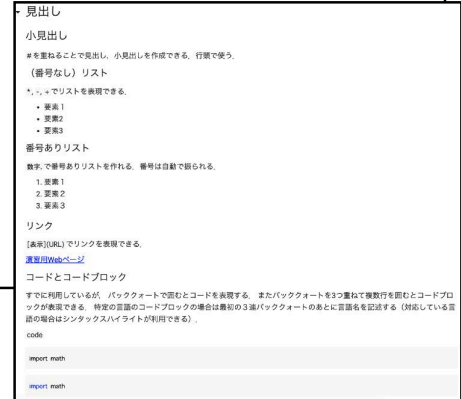 見出し
小見出し
#を重ねることで見出し、小見出しを作成できる。行頭で使う。
（番号なし）リスト
*, -, + でリストを表現できる。
• 要素1
• 要素2
• 要素3
番号ありリスト
数字. で番号ありリストを作れる。番号は自動で振られる。
1. 要素1
2. 要素2
3. 要素3
リンク
[表示](URL) でリンクを表現できる。
演習用Webページ
コードとコードブロック
すでに利用しているが、バッククォートで囲むとコードを表現する。またバッククォートを3つ重ねて複数行を囲むとコードブロ
ックが表現できる。特定の言語のコードブロックの場合は最初の3連バッククォートのあとに言語名を記述する（対応している言
語の場合はシンタックスハイライトが利用できる）。
code
import math
import math